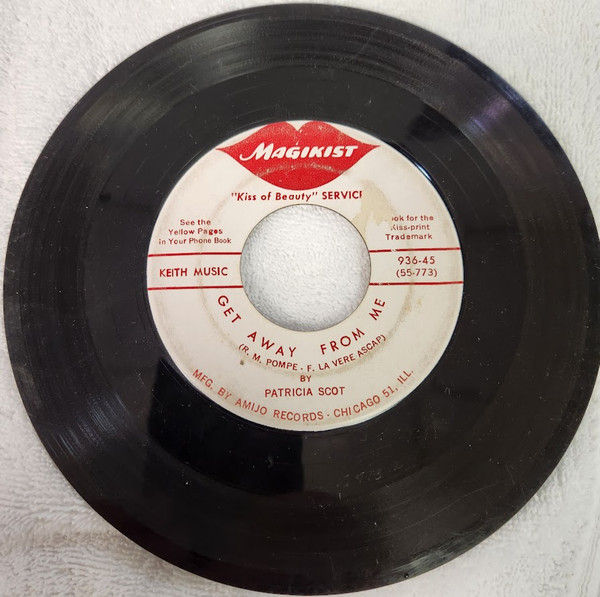 MAGIKIST
"Kiss of Beauty" SERVICE
See the
Yellow Pages
in Your Phone Book
ok for the
Kiss-print
Trademark
KEITH MUSIC
936-45
(55-773)
GET AWAY FROM ME
(R. M. POMPE - F. LA VERE ASCAP)
BY
PATRICIA SCOT
MFG. BY AMIJO RECORDS - CHICAGO 51, ILL.